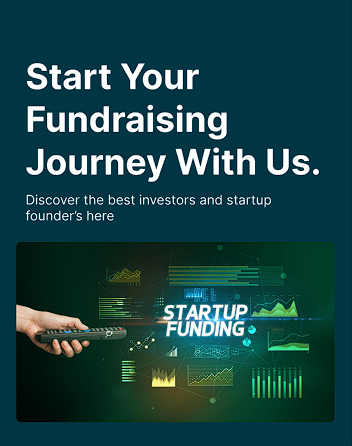 Start Your
Fundraising
Journey With Us.
Discover the best investors and startup
founder's here
STARTUP
FUNDING